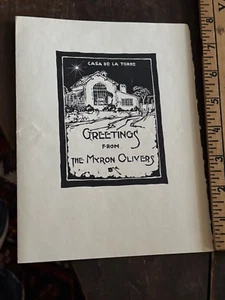 CASA DE LA TORRE
GREETINGS
FROM
THE MYRON OLIVERS